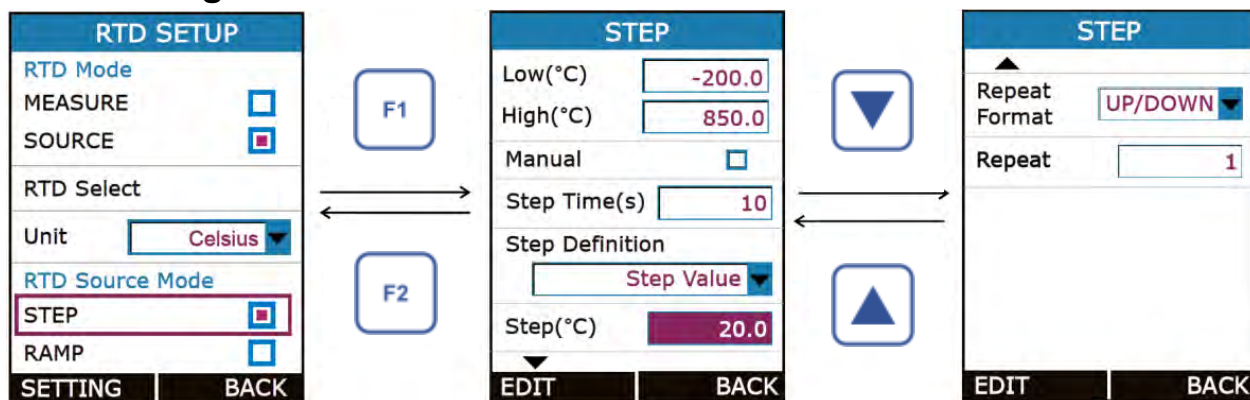 RTD SETUP
RTD Mode
MEASURE
SOURCE
RTD Select
Unit Celsius
RTD Source Mode
STEP
RAMP
SETTING BACK
F1
F2
STEP
Low(°C) -200.0
High(°C) 850.0
Manual
Step Time(s) 10
Step Definition
Step Value
Step(°C) 20.0
EDIT BACK
STEP
Repeat
Format UP/DOWN
Repeat 1
EDIT BACK